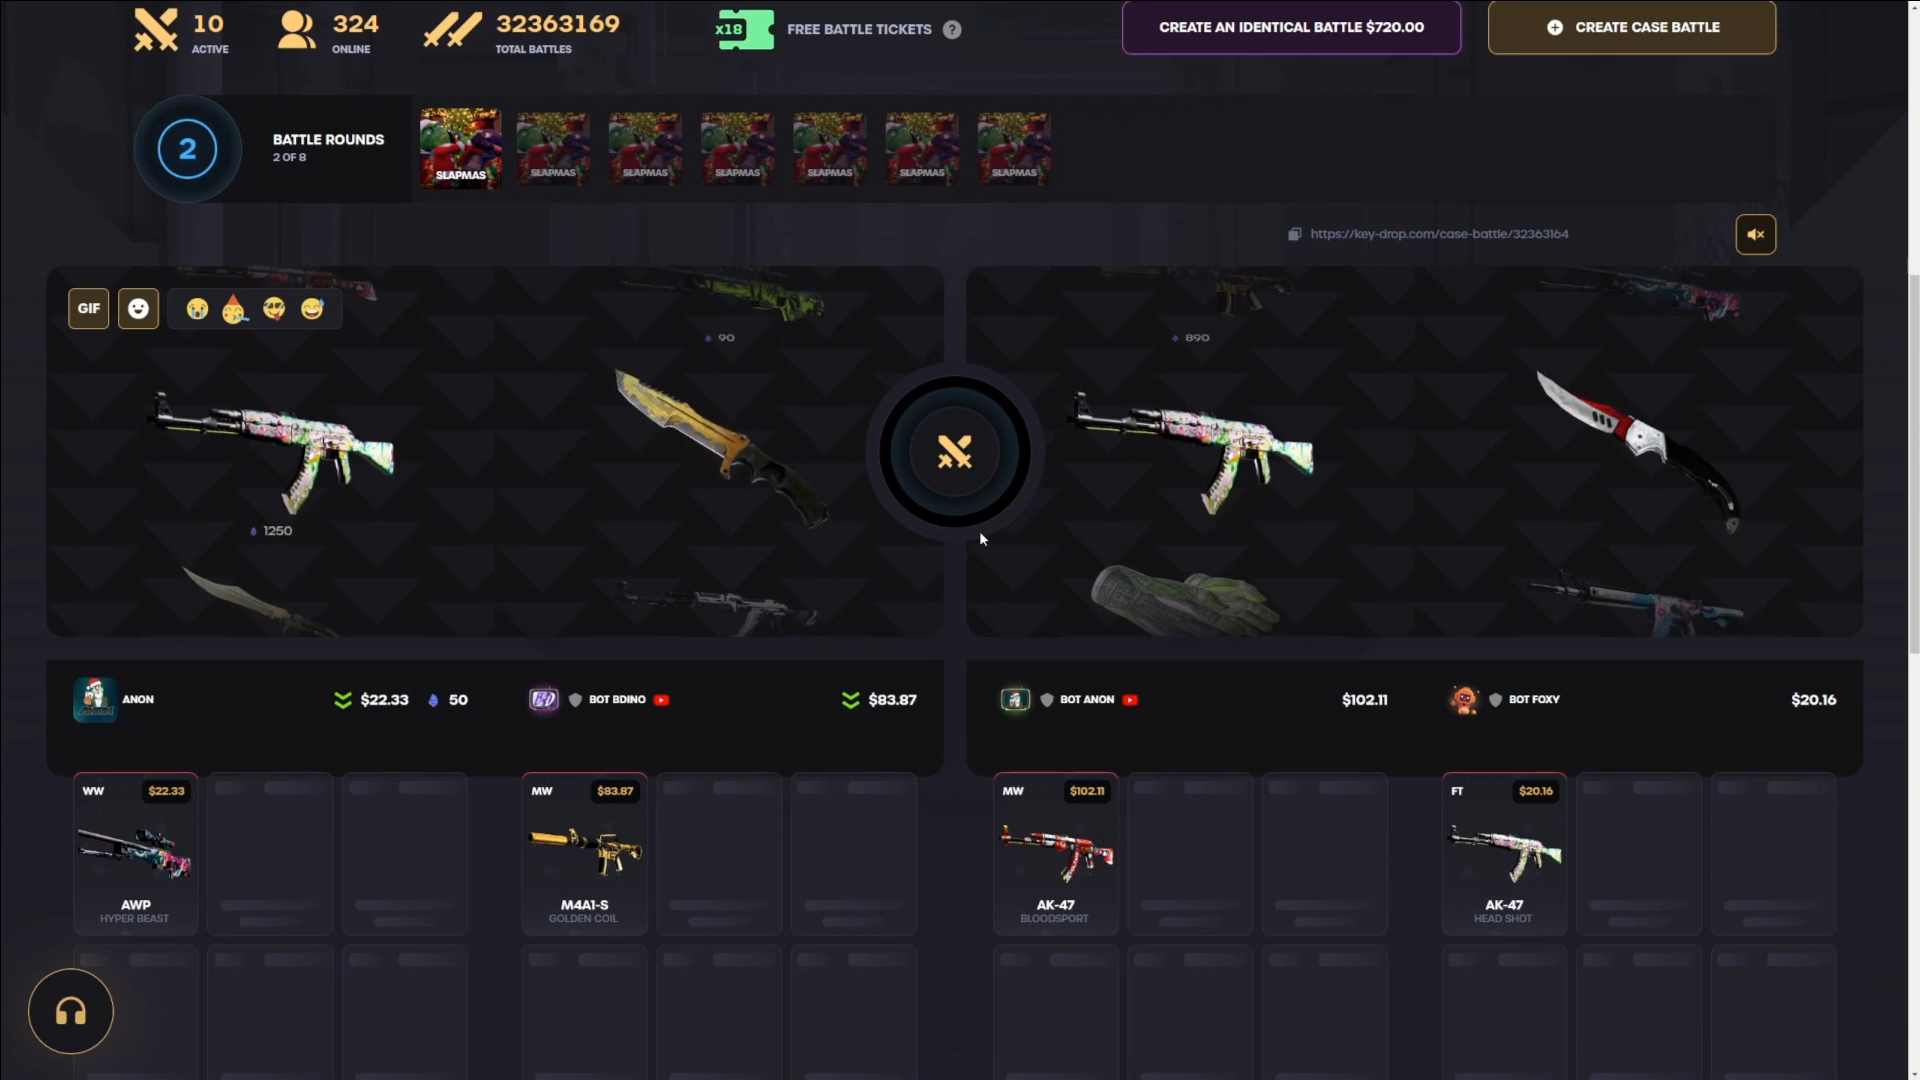 10
ACTIVE
324
ONLINE
32363169
TOTAL BATTLES
x18
FREE BATTLE TICKETS ?
CREATE AN IDENTICAL BATTLE $720.00
CREATE CASE BATTLE
2
BATTLE ROUNDS
2 OF 8
SLAPMAS
SLAPMAS
SLAPMAS
SLAPMAS
SLAPMAS
SLAPMAS
SLAPMAS
https://key-drop.com/case-battle/32363164
GIF
90
890
1250
ANON
$22.33
50
BD
BOT BDINO
$83.87
BOT ANON
$102.11
BOT FOXY
$20.16
WW $22.33
AWP
HYPER BEAST
MW $83.87
M4A1-S
GOLDEN COIL
MW $102.11
AK-47
BLOODSPORT
FT $20.16
AK-47
HEAD SHOT